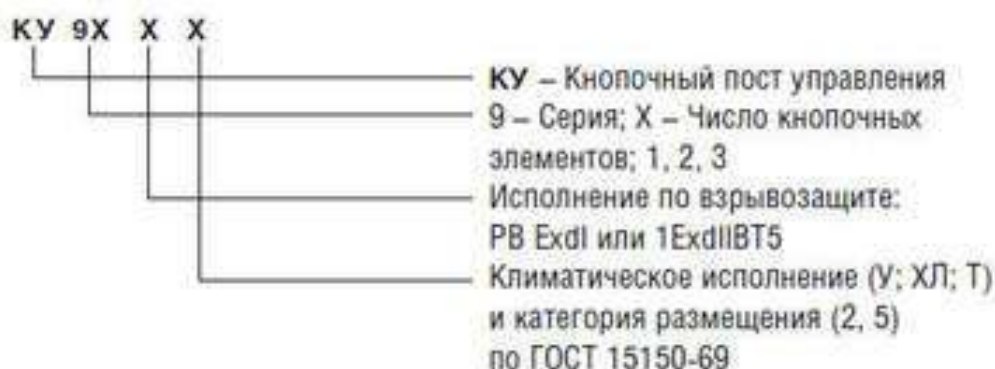 КУ 9Х Х Х
КУ – Кнопочный пост управления
9 – Серия; Х – Число кнопочных
элементов; 1, 2, 3
Исполнение по взрывозащите:
РВ ExdI или 1ExdIIBT5
Климатическое исполнение (У; ХЛ; Т)
и категория размещения (2, 5)
по ГОСТ 15150-69